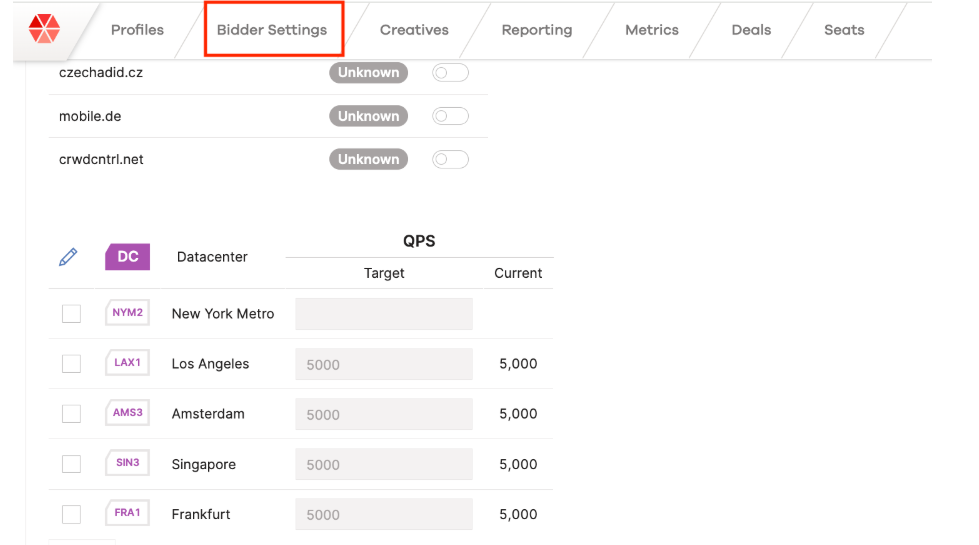 Profiles Bidder Settings Creatives Reporting Metrics Deals Seats
czechadid.cz Unknown
mobile.de Unknown
crwdcntrl.net Unknown
QPS
DC Datacenter
Target Current
NYM2 New York Metro
LAX1 Los Angeles 5000 5,000
AMS3 Amsterdam 5000 5,000
SIN3 Singapore 5000 5,000
FRA1 Frankfurt 5000 5,000